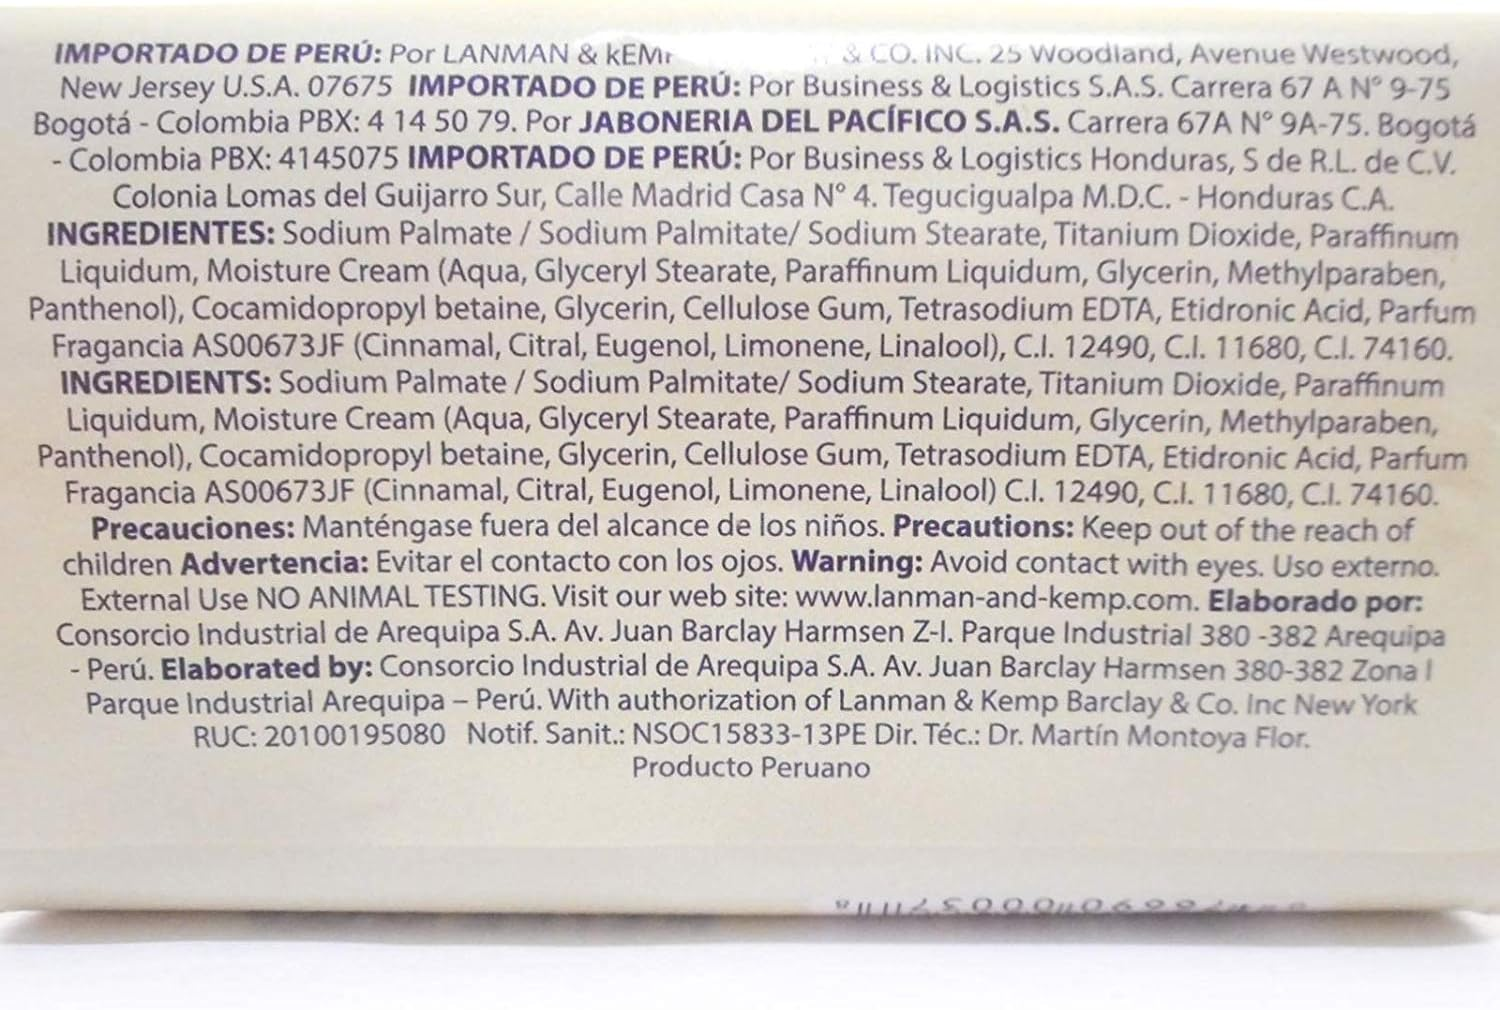 IMPORTADO DE PERÚ: Por LANMAN & & CO. INC. 25 Woodland, Avenue Westwood,
New Jersey U.S.A. 07675 IMPORTADO DE PERÚ: Por Business & Logistics S.A.S. Carrera 67 A N° 9-75
Bogotá - Colombia PBX: 4 14 50 79. Por JABONERIA DEL PACÍFICO S.A.S. Carrera 67A N° 9A-75. Bogotá
- Colombia PBX: 4145075 IMPORTADO DE PERÚ: Por Business & Logistics Honduras, S de R.L. de C.V.
Colonia Lomas del Guijarro Sur, Calle Madrid Casa N° 4. Tegucigualpa M.D.C. - Honduras C.A.
INGREDIENTES: Sodium Palmate / Sodium Palmitate/ Sodium Stearate, Titanium Dioxide, Paraffinum
Liquidum, Moisture Cream (Aqua, Glyceryl Stearate, Paraffinum Liquidum, Glycerin, Methylparaben,
Panthenol), Cocamidopropyl betaine, Glycerin, Cellulose Gum, Tetrasodium EDTA, Etidronic Acid, Parfum
Fragancia AS00673JF (Cinnamal, Citral, Eugenol, Limonene, Linalool), C.I. 12490, C.I. 11680, C.I. 74160.
INGREDIENTS: Sodium Palmate / Sodium Palmitate/ Sodium Stearate, Titanium Dioxide, Paraffinum
Liquidum, Moisture Cream (Aqua, Glyceryl Stearate, Paraffinum Liquidum, Glycerin, Methylparaben,
Panthenol), Cocamidopropyl betaine, Glycerin, Cellulose Gum, Tetrasodium EDTA, Etidronic Acid, Parfum
Fragancia AS00673JF (Cinnamal, Citral, Eugenol, Limonene, Linalool) C.I. 12490, C.I. 11680, C.I. 74160.
Precauciones: Manténgase fuera del alcance de los niños. Precautions: Keep out of the reach of
children Advertencia: Evitar el contacto con los ojos. Warning: Avoid contact with eyes. Uso externo.
External Use NO ANIMAL TESTING. Visit our web site: www.lanman-and-kemp.com. Elaborado por:
Consorcio Industrial de Arequipa S.A. Av. Juan Barclay Harmsen Z-I. Parque Industrial 380 -382 Arequipa
- Perú. Elaborated by: Consorcio Industrial de Arequipa S.A. Av. Juan Barclay Harmsen 380-382 Zona I
Parque Industrial Arequipa – Perú. With authorization of Lanman & Kemp Barclay & Co. Inc New York
RUC: 20100195080 Notif. Sanit.: NSOC15833-13PE Dir. Téc.: Dr. Martín Montoya Flor.
Producto Peruano